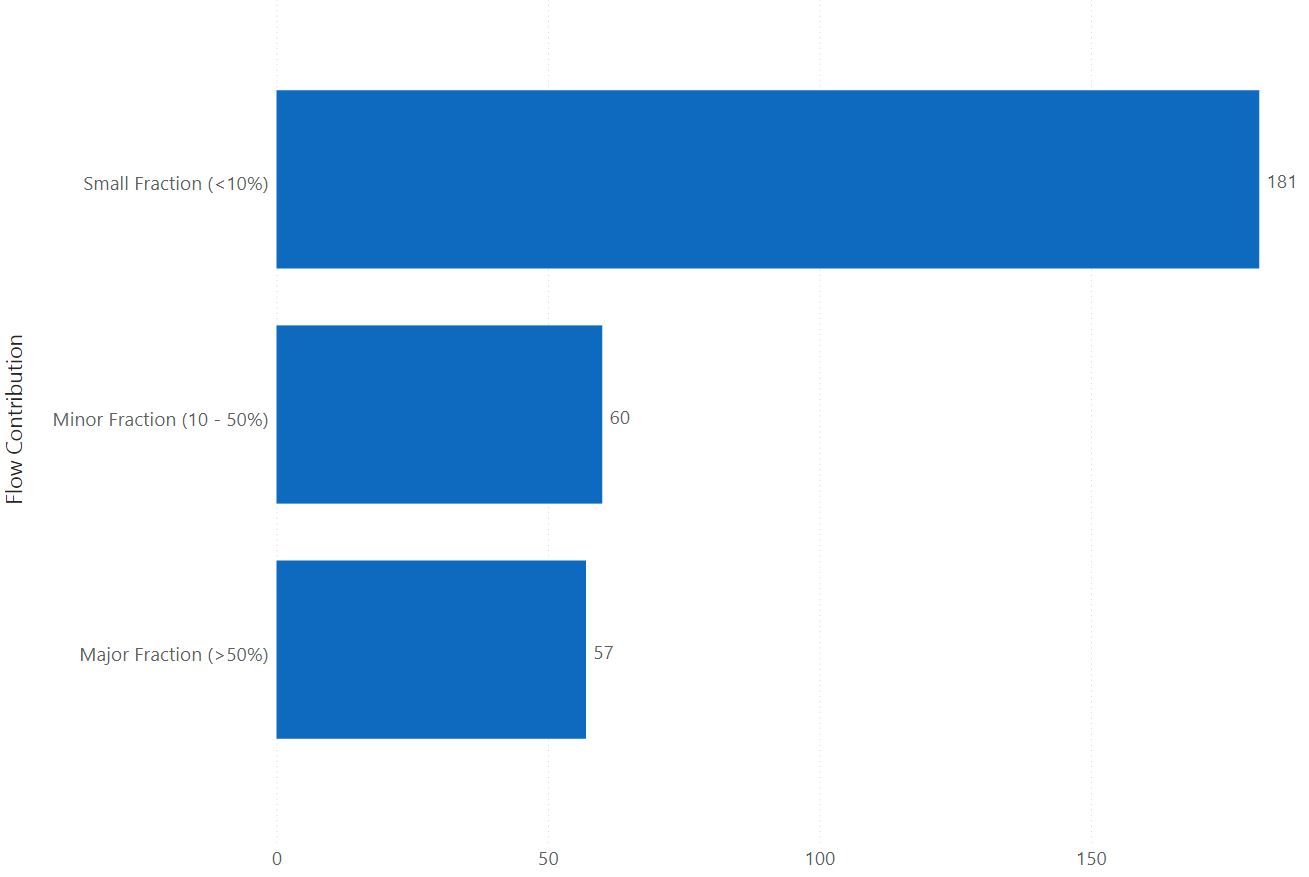 Flow Contribution
Small Fraction (<10%)
181
Minor Fraction (10 - 50%)
60
Major Fraction (>50%)
57
0 50 100 150